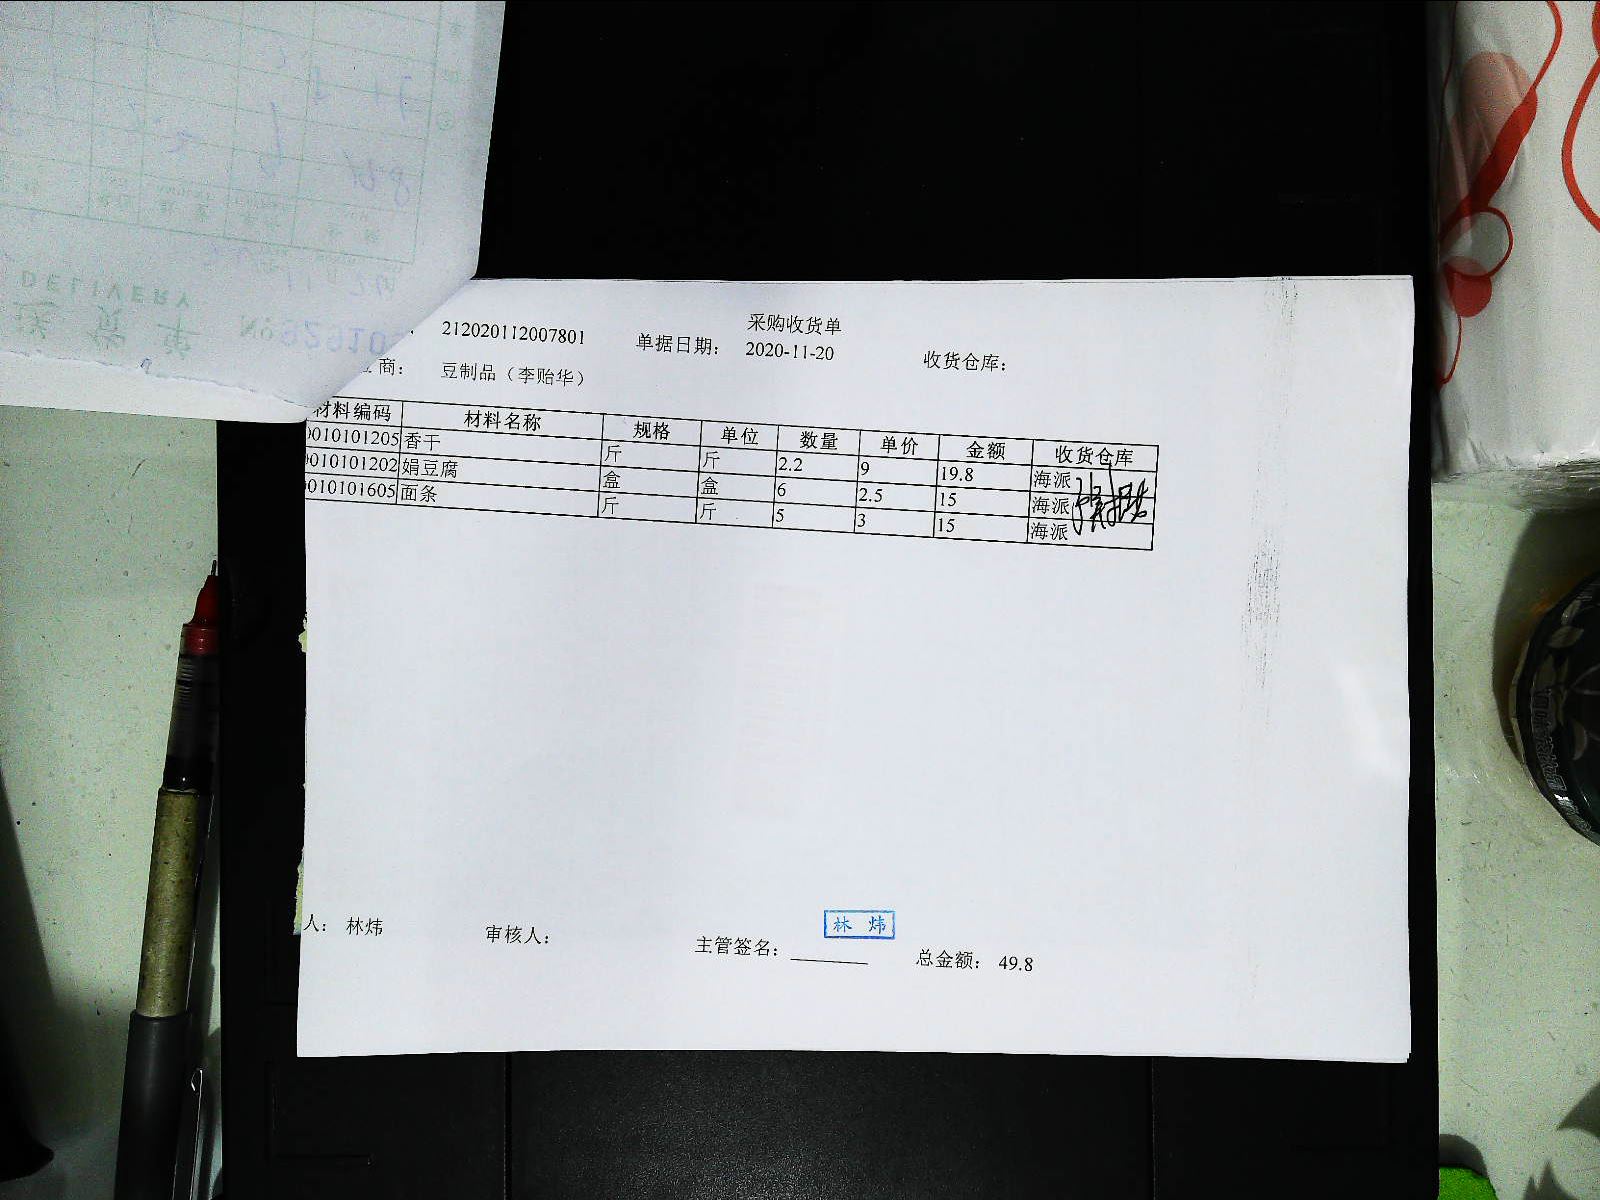 采购收货单
212020112007801 单据日期： 2020-11-20 收货仓库：
商： 豆制品（李贻华）
材料编码 材料名称 规格 单位 数量 单价 金额 收货仓库
0010101205 香干 斤 斤 2.2 9 19.8 海派
0010101202 娟豆腐 盒 盒 6 2.5 15 海派
0010101605 面条 斤 斤 5 3 15 海派
人： 林炜 审核人： 主管签名： 林 炜 总金额： 49.8
DELIVERY
送 货 单